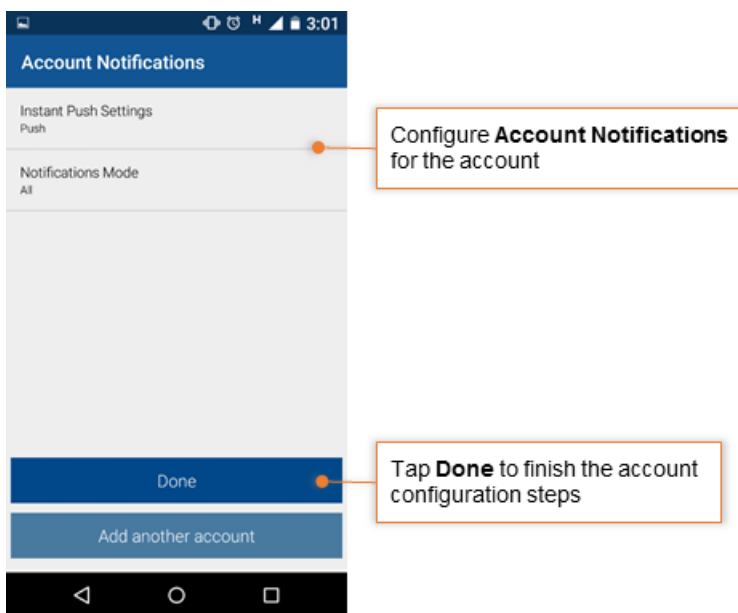 H 3:01
Account Notifications
Instant Push Settings
Push
Notifications Mode
All
Configure Account Notifications
for the account
Done
Tap Done to finish the account
configuration steps
Add another account